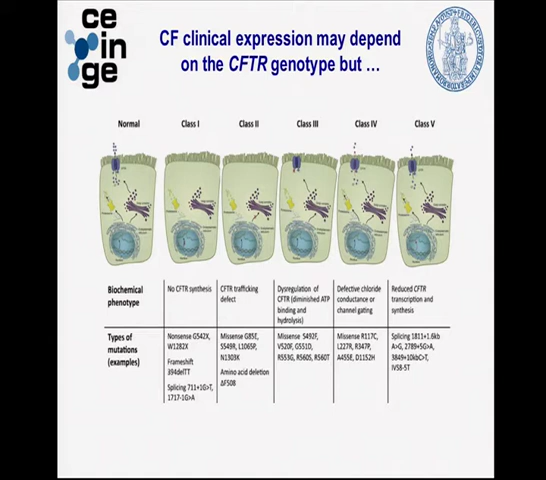 ce
in
ge
CF clinical expression may depend
on the CFTR genotype but …
Normal Class I Class II Class III Class IV Class V
Biochemical phenotype
No CFTR synthesis
CFTR trafficking defect
Dysregulation of CFTR (diminished ATP binding and hydrolysis)
Defective chloride conductance or channel gating
Reduced CFTR transcription and synthesis
Types of mutations (examples)
Nonsense G542X, W1282X
Frameshift 394delTT
Splicing 711+1G>T, 1717-1G>A
Missense G85E, S549R, L1065P, N1303K
Amino acid deletion ΔF508
Missense S492F, V520F, G551D, R553G, R560S, R560T
Missense R117C, L227R, R347P, A455E, D1152H
Splicing 1811+1.6kb A>G, 2789+5G>A, 3849+10kbC>T, IVS8-5T